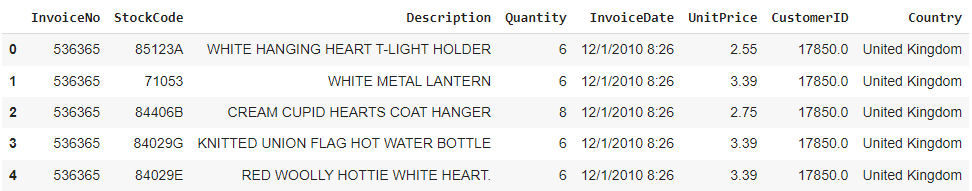 InvoiceNo StockCode Description Quantity InvoiceDate UnitPrice CustomerID Country
0 536365 85123A WHITE HANGING HEART T-LIGHT HOLDER 6 12/1/2010 8:26 2.55 17850.0 United Kingdom
1 536365 71053 WHITE METAL LANTERN 6 12/1/2010 8:26 3.39 17850.0 United Kingdom
2 536365 84406B CREAM CUPID HEARTS COAT HANGER 8 12/1/2010 8:26 2.75 17850.0 United Kingdom
3 536365 84029G KNITTED UNION FLAG HOT WATER BOTTLE 6 12/1/2010 8:26 3.39 17850.0 United Kingdom
4 536365 84029E RED WOOLLY HOTTIE WHITE HEART. 6 12/1/2010 8:26 3.39 17850.0 United Kingdom